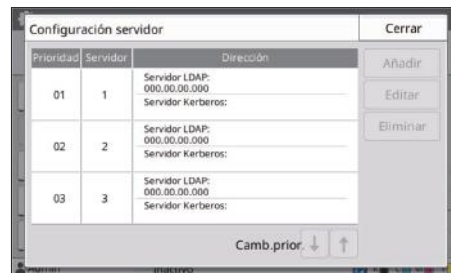 Configuración servidor
Cerrar
Prioridad Servidor Dirección
Añadir
Editar
Eliminar
01 1 Servidor LDAP:
000.00.00.000
Servidor Kerberos:
02 2 Servidor LDAP:
000.00.00.000
Servidor Kerberos:
03 3 Servidor LDAP:
000.00.00.000
Servidor Kerberos:
Camb.prior.
Admin Inactivo